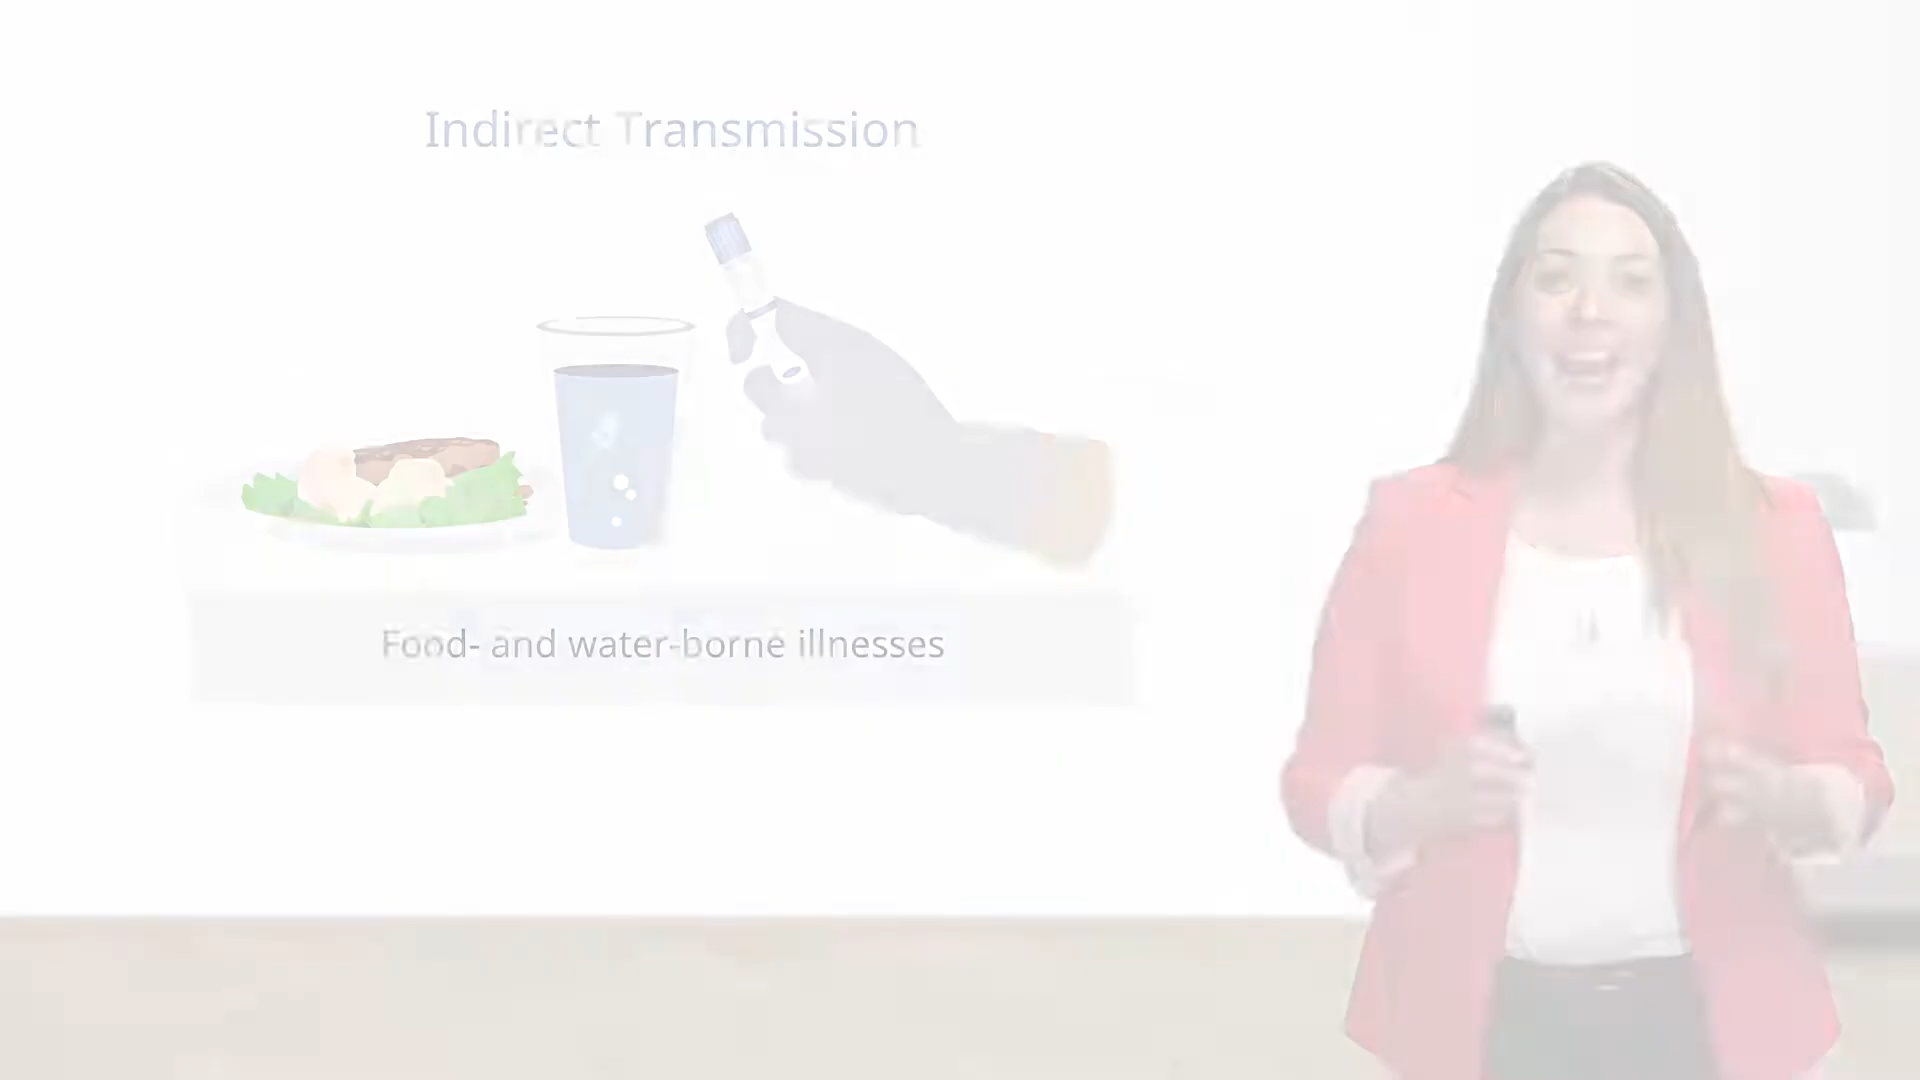 Indirect Transmission
Food- and water-borne illnesses